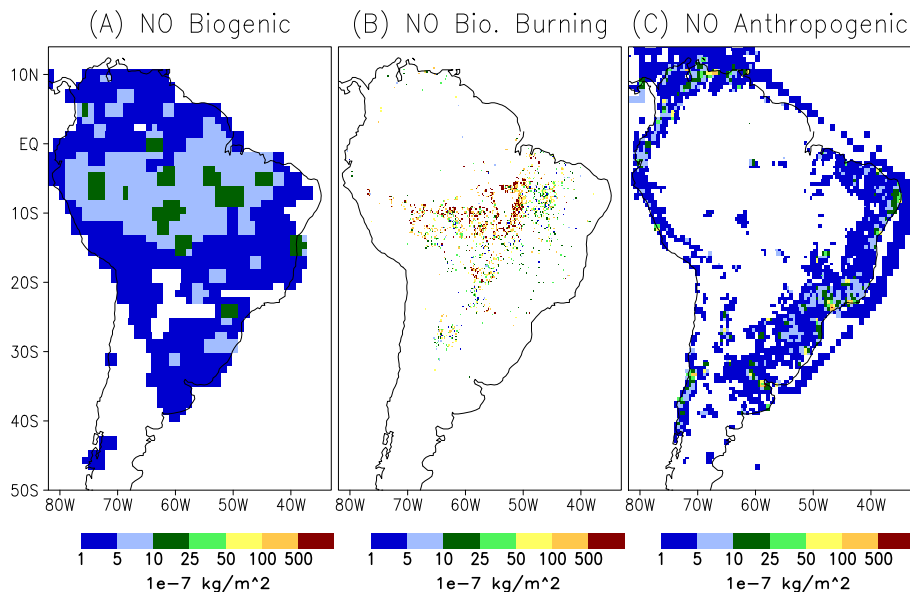 (A) NO Biogenic (B) NO Bio. Burning (C) NO Anthropogenic
10N
EQ
10S
20S
30S
40S
50S
80W 70W 60W 50W 40W 80W 70W 60W 50W 40W 80W 70W 60W 50W 40W
1 5 10 25 50 100 500 1 5 10 25 50 100 500 1 5 10 25 50 100 500
1e-7 kg/m^2 1e-7 kg/m^2 1e-7 kg/m^2